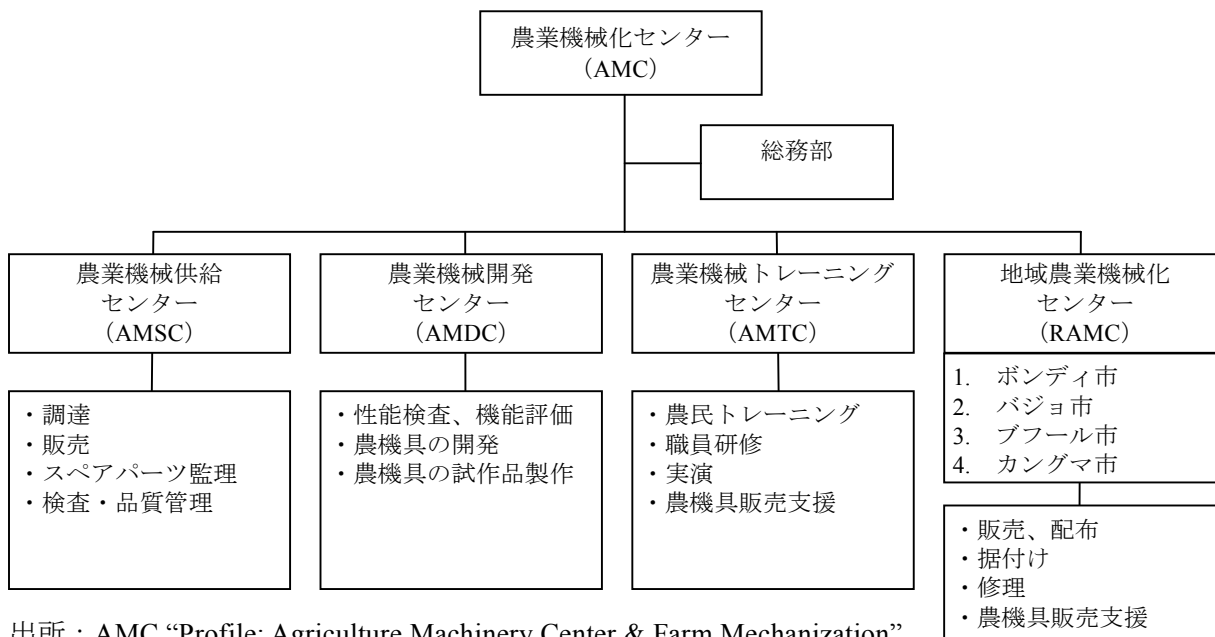 農業機械化センター
（AMC）
総務部
農業機械供給
センター
（AMSC）
農業機械開発
センター
（AMDC）
農業機械トレーニング
センター
（AMTC）
地域農業機械化
センター
（RAMC）
・調達
・販売
・スペアパーツ監理
・検査・品質管理
・性能検査、機能評価
・農機具の開発
・農機具の試作品製作
・農民トレーニング
・職員研修
・実演
・農機具販売支援
1. ボンディ市
2. バジョ市
3. ブフール市
4. カングマ市
・販売、配布
・据付け
・修理
・農機具販売支援
出所：AMC “Profile: Agriculture Machinery Center & Farm Mechanization”